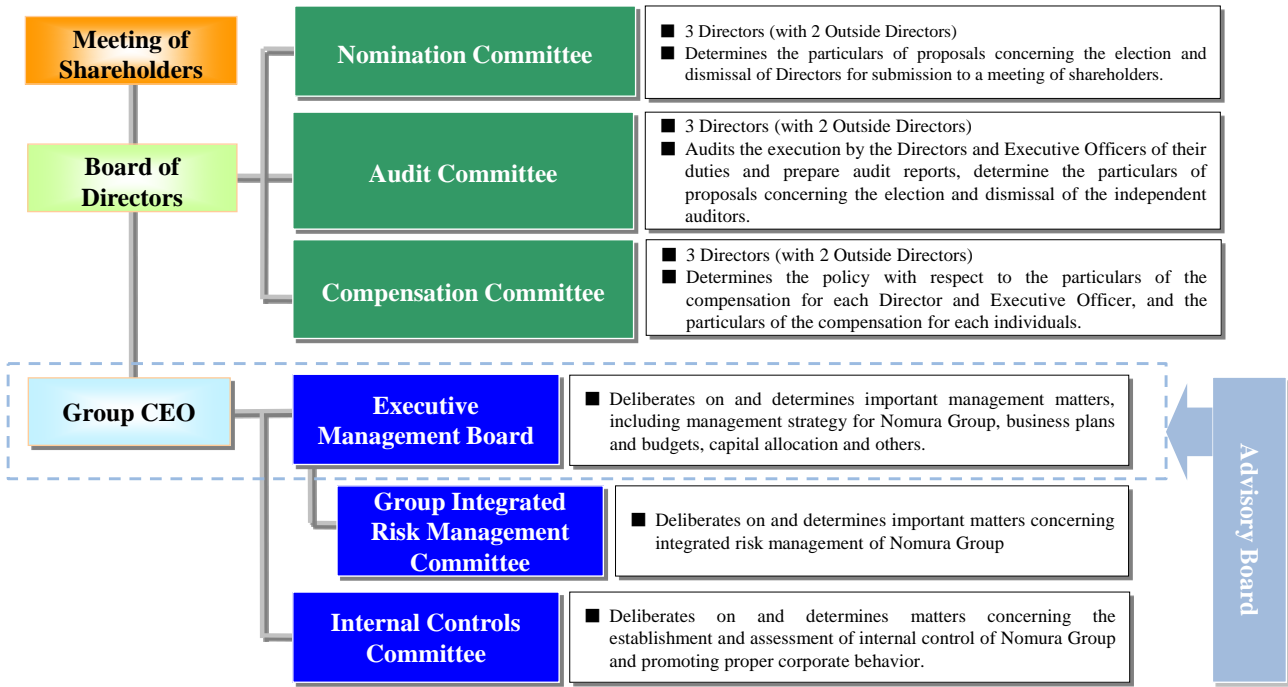 Meeting of
Shareholders
Nomination Committee
■ 3 Directors (with 2 Outside Directors)
■ Determines the particulars of proposals concerning the election and
dismissal of Directors for submission to a meeting of shareholders.
Board of
Directors
Audit Committee
■ 3 Directors (with 2 Outside Directors)
■ Audits the execution by the Directors and Executive Officers of their
duties and prepare audit reports, determine the particulars of
proposals concerning the election and dismissal of the independent
auditors.
Compensation Committee
■ 3 Directors (with 2 Outside Directors)
■ Determines the policy with respect to the particulars of the
compensation for each Director and Executive Officer, and the
particulars of the compensation for each individuals.
Group CEO
Executive
Management Board
■ Deliberates on and determines important management matters,
including management strategy for Nomura Group, business plans
and budgets, capital allocation and others.
Group Integrated
Risk Management
Committee
■ Deliberates on and determines important matters concerning
integrated risk management of Nomura Group
Internal Controls
Committee
■ Deliberates on and determines matters concerning the
establishment and assessment of internal control of Nomura Group
and promoting proper corporate behavior.
Advisory Board